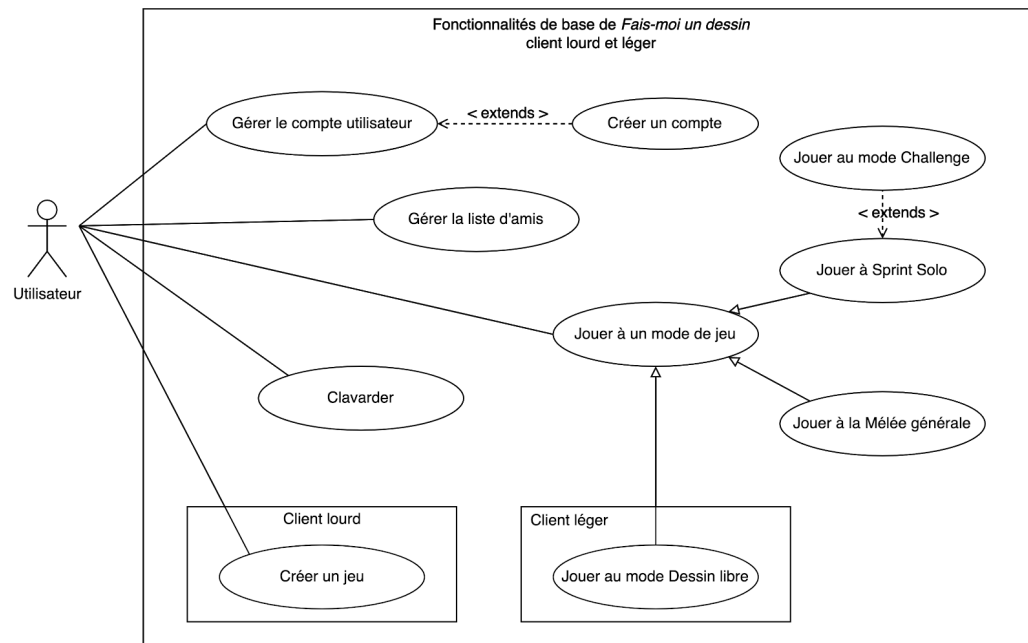 Fonctionnalités de base de Fais-moi un dessin
client lourd et léger
Gérer le compte utilisateur
< extends >
Créer un compte
Jouer au mode Challenge
< extends >
Gérer la liste d'amis
Jouer à Sprint Solo
Utilisateur
Jouer à un mode de jeu
Clavarder
Jouer à la Mélée générale
Client lourd
Client léger
Créer un jeu
Jouer au mode Dessin libre